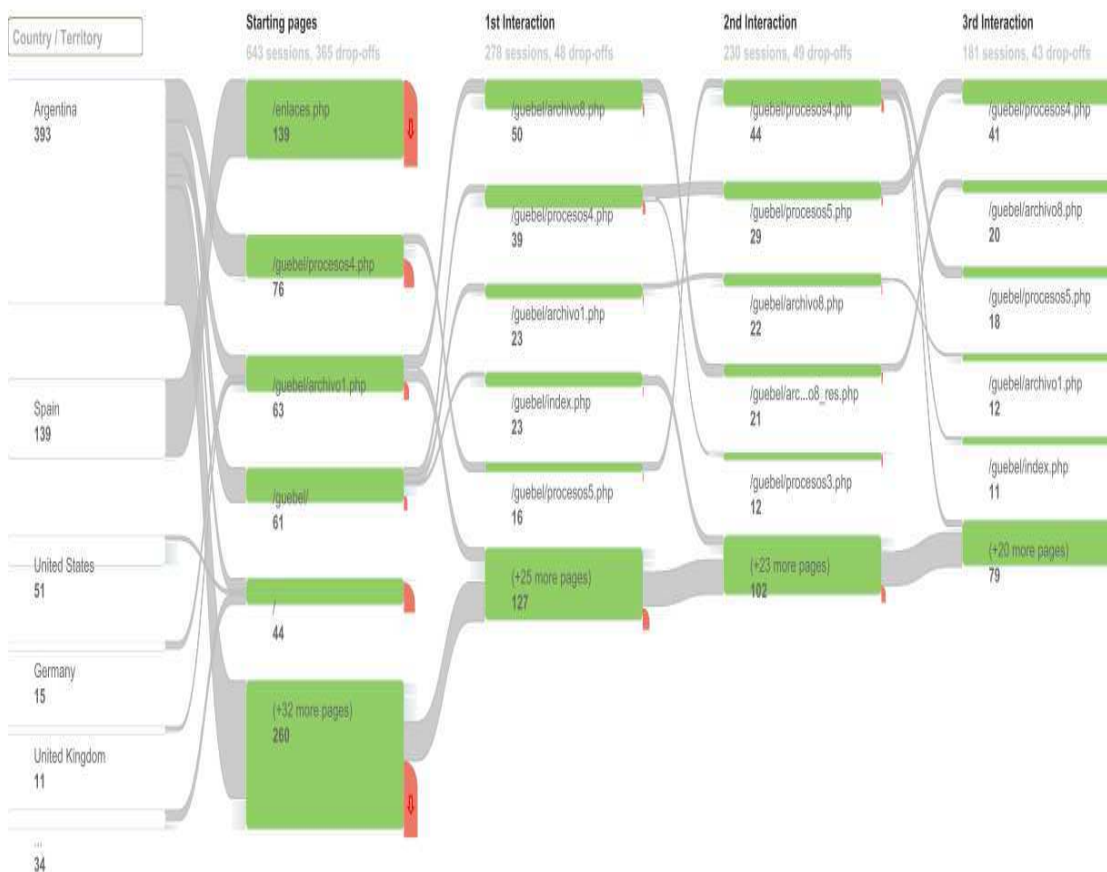 Country / Territory
Argentina
393
Spain
139
United States
51
Germany
15
United Kingdom
11
...
34
Starting pages
643 sessions, 365 drop-offs
/enlaces.php
139
/guebel/procesos4.php
76
/guebel/archivo1.php
63
/guebel/
61
/
44
(+32 more pages)
260
1st Interaction
278 sessions, 48 drop-offs
/guebel/archivo8.php
50
/guebel/procesos4.php
39
/guebel/archivo1.php
23
/guebel/index.php
23
/guebel/procesos5.php
16
(+25 more pages)
127
2nd Interaction
230 sessions, 49 drop-offs
/guebel/procesos4.php
44
/guebel/procesos5.php
29
/guebel/archivo8.php
22
/guebel/arc...o8_res.php
21
/guebel/procesos3.php
12
(+23 more pages)
102
3rd Interaction
181 sessions, 43 drop-offs
/guebel/procesos4.php
41
/guebel/archivo8.php
20
/guebel/procesos5.php
18
/guebel/archivo1.php
12
/guebel/index.php
11
(+20 more pages)
79